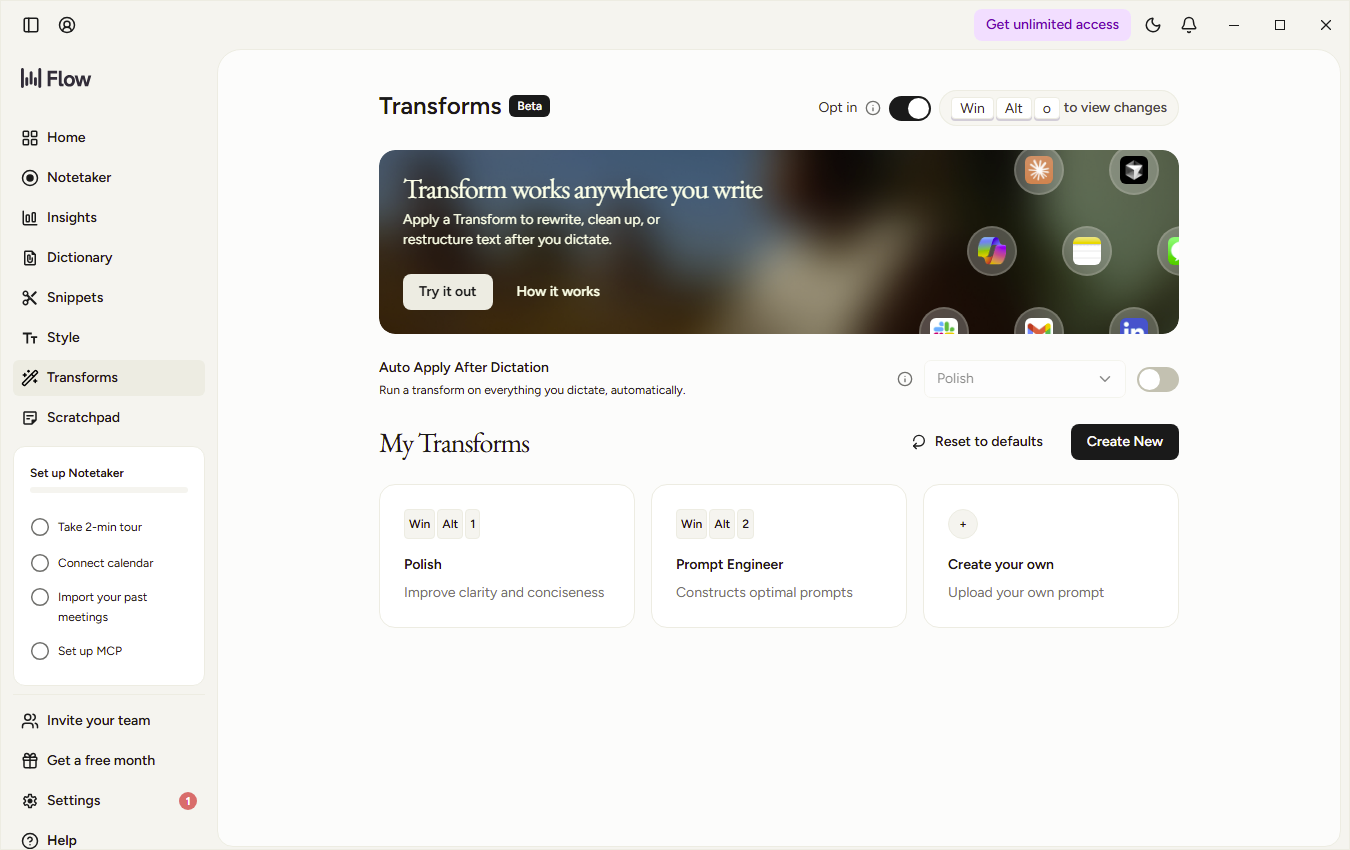 Get unlimited access
Flow
Home
Notetaker
Insights
Dictionary
Snippets
Style
Transforms
Scratchpad
Set up Notetaker
Take 2-min tour
Connect calendar
Import your past
meetings
Set up MCP
Invite your team
Get a free month
Settings 1
Help
Transforms Beta
Opt in Win Alt o to view changes
Transform works anywhere you write
Apply a Transform to rewrite, clean up, or
restructure text after you dictate.
Try it out How it works
in
Auto Apply After Dictation
Run a transform on everything you dictate, automatically.
Polish
My Transforms
Reset to defaults Create New
Win Alt 1
Polish
Improve clarity and conciseness
Win Alt 2
Prompt Engineer
Constructs optimal prompts
+
Create your own
Upload your own prompt